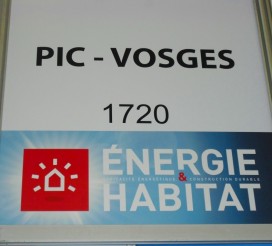 PIC - VOSGES
1720
ÉNERGIE
& CONSTRUCTION DURABLE
HABITAT